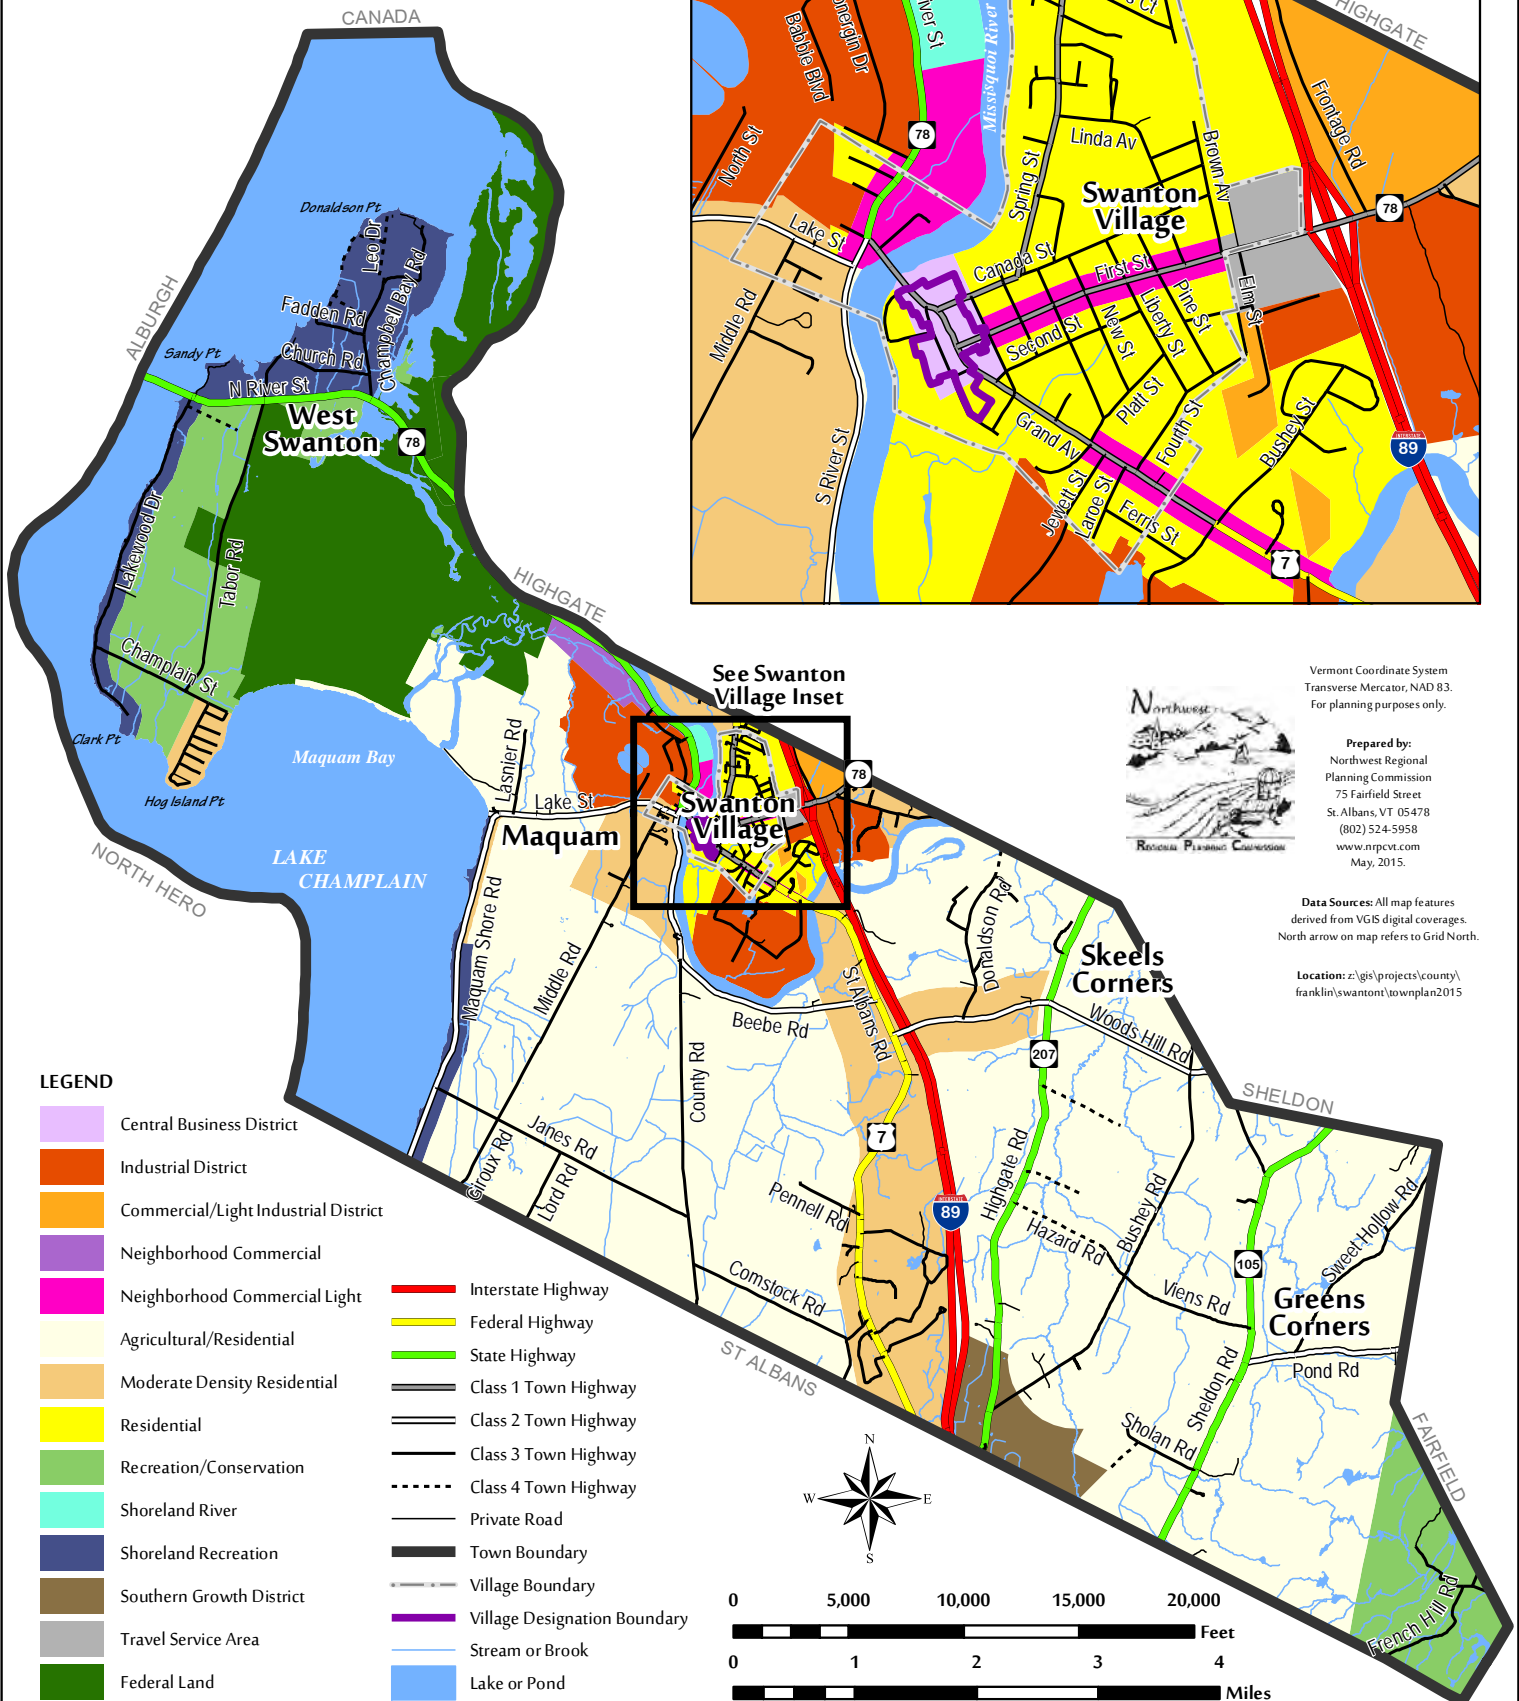 CANADA
ALBURGH
HIGHGATE
NORTH HERO
ST ALBANS
SHELDON
FAIRFIELD
Donaldson Pt
Leo Dr
Campbell Bay Rd
Fadden Rd
Church Rd
Sandy Pt
N River St
West
Swanton
78
Lakewood Dr
Tabor Rd
Champlain St
Clark Pt
Hog Island Pt
Maquam Bay
LAKE
CHAMPLAIN
HIGHGATE
Babbie Blvd
onergin Dr
iver St
Missisquoi River
s Ct
78
North St
Linda Av
Brown Av
Frontage Rd
78
Spring St
Swanton
Village
Lake St
Canada St
First St
Middle Rd
Second St
New St
Liberty St
Pine St
Elm St
Platt St
Fourth St
Grand Av
Bushey St
89
S River St
Jewett St
Laroe St
Ferris St
7
See Swanton
Village Inset
Lasnier Rd
Lake St
Maquam
Swanton
Village
78
Maquam Shore Rd
Middle Rd
Beebe Rd
St Albans Rd
Donaldson Rd
Skeels
Corners
Woods Hill Rd
207
County Rd
Janes Rd
Giroux Rd
Lord Rd
7
Pennell Rd
89
Highgate Rd
Hazard Rd
Bushey Rd
Viens Rd
105
Sweet Hollow Rd
Greens
Corners
Comstock Rd
Pond Rd
Sheldon Rd
Sholan Rd
French Hill Rd
Northwest
REGIONAL PLANNING COMMISSION
Vermont Coordinate System
Transverse Mercator, NAD 83.
For planning purposes only.
Prepared by:
Northwest Regional
Planning Commission
75 Fairfield Street
St. Albans, VT 05478
(802) 524-5958
www.nrpcvt.com
May, 2015.
Data Sources: All map features
derived from VGIS digital coverages.
North arrow on map refers to Grid North.
Location: z:\gis\projects\county\
franklin\swantont\townplan2015
LEGEND
Central Business District
Industrial District
Commercial/Light Industrial District
Neighborhood Commercial
Neighborhood Commercial Light
Agricultural/Residential
Moderate Density Residential
Residential
Recreation/Conservation
Shoreland River
Shoreland Recreation
Southern Growth District
Travel Service Area
Federal Land
Interstate Highway
Federal Highway
State Highway
Class 1 Town Highway
Class 2 Town Highway
Class 3 Town Highway
Class 4 Town Highway
Private Road
Town Boundary
Village Boundary
Village Designation Boundary
Stream or Brook
Lake or Pond
N
W E
S
0 5,000 10,000 15,000 20,000
Feet
0 1 2 3 4
Miles